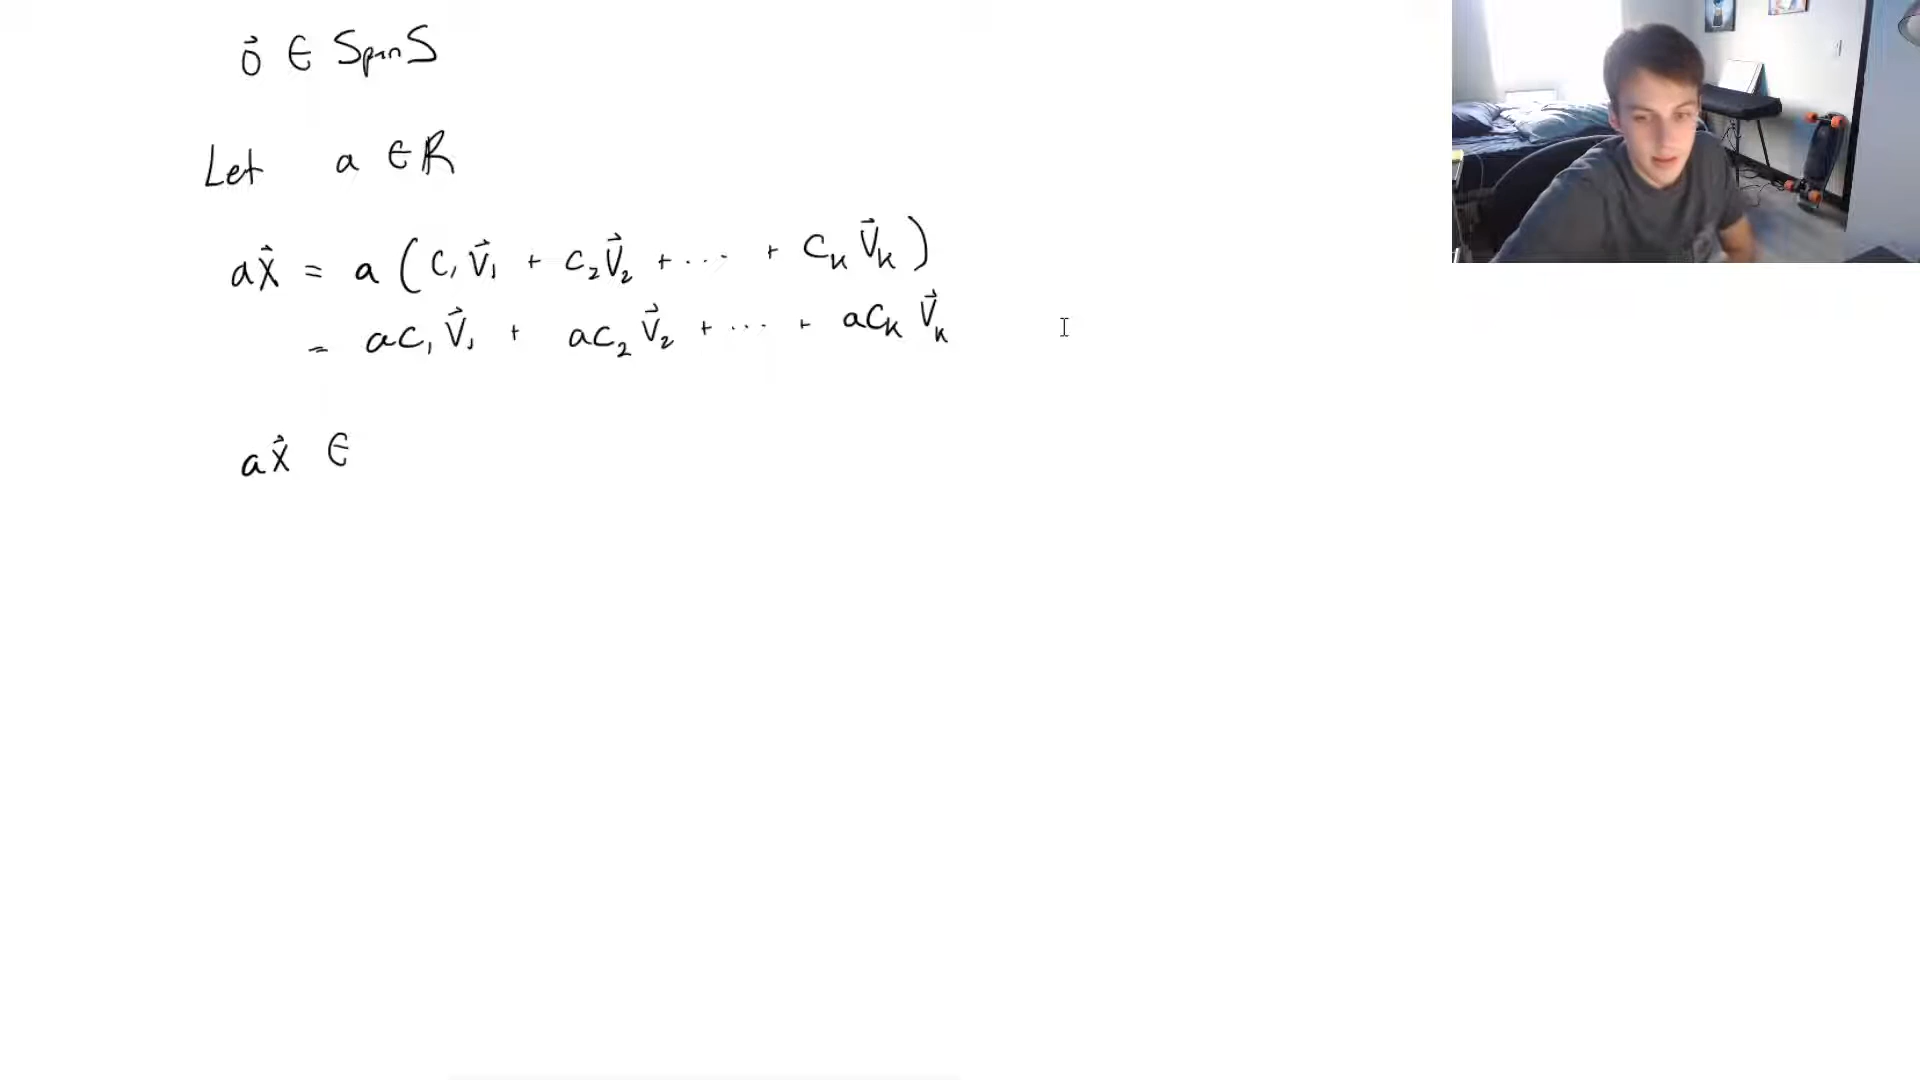 0⃗ ∈ Span S
Let a ∈ ℝ
ax⃗ = a (c₁v⃗₁ + c₂v⃗₂ + ... + cₖv⃗ₖ)
= ac₁v⃗₁ + ac₂v⃗₂ + ... + acₖv⃗ₖ
ax⃗ ∈